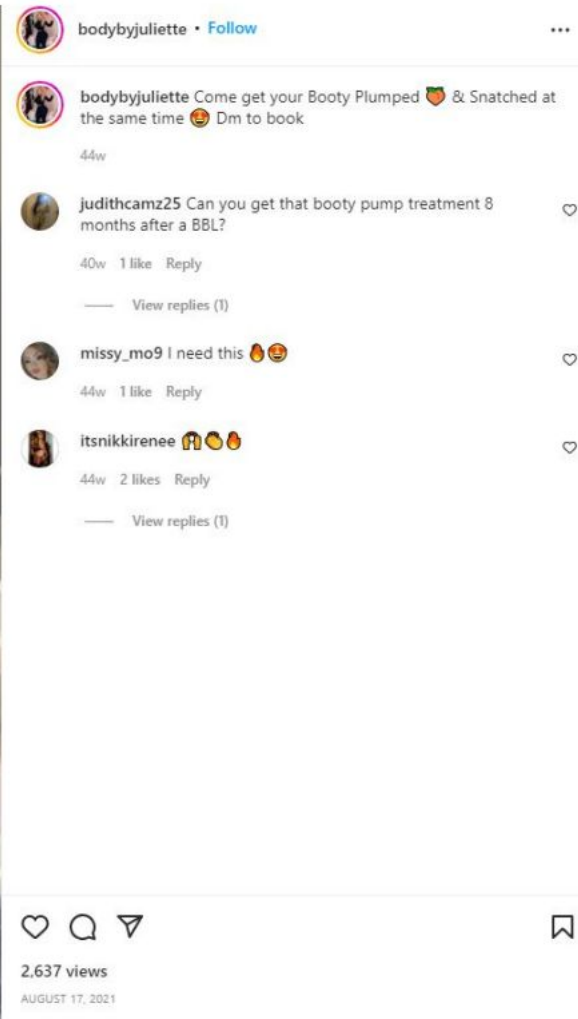 bodybyjuliette • Follow
bodybyjuliette Come get your Booty Plumped 🍑 & Snatched at
the same time 🤩 Dm to book
44w
judithcamz25 Can you get that booty pump treatment 8
months after a BBL?
40w 1 like Reply
View replies (1)
missy_mo9 I need this 🔥🤩
44w 1 like Reply
itsnikkirenee 🙌👏🔥
44w 2 likes Reply
View replies (1)
2,637 views
AUGUST 17, 2021